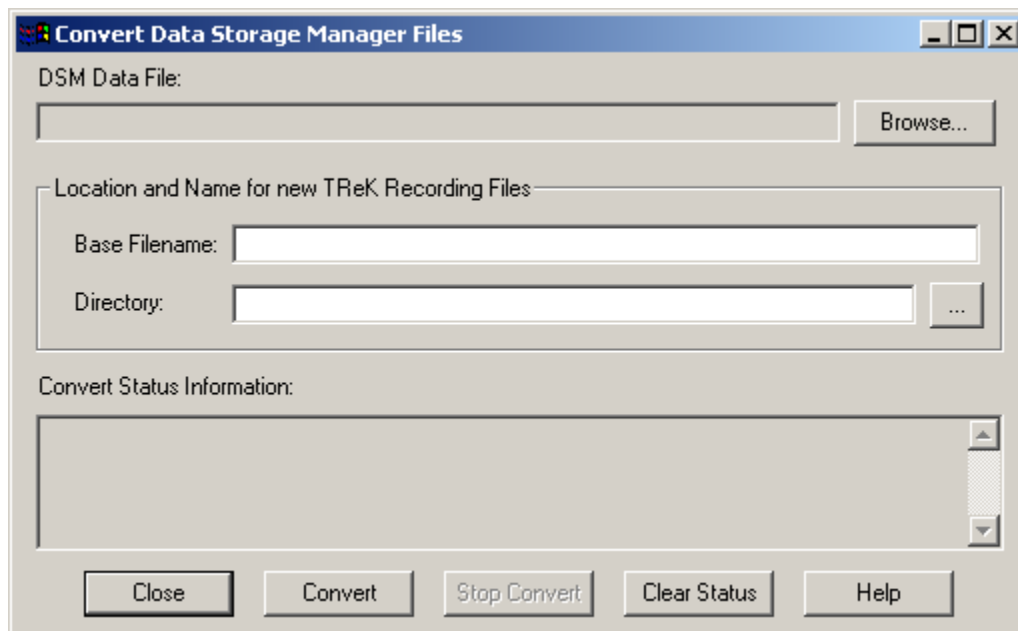 Convert Data Storage Manager Files
DSM Data File:
Browse...
Location and Name for new TReK Recording Files
Base Filename:
Directory:
...
Convert Status Information:
Close Convert Stop Convert Clear Status Help